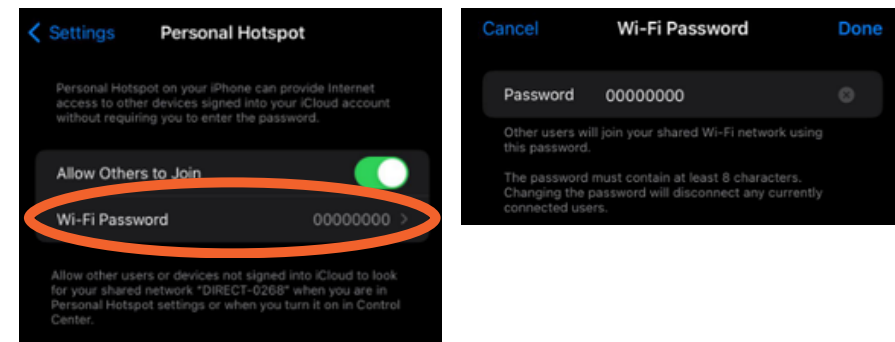 Settings Personal Hotspot
Personal Hotspot on your iPhone can provide Internet
access to other devices signed into your iCloud account
without requiring you to enter the password.
Allow Others to Join
Wi-Fi Password 00000000
Allow other users or devices not signed into iCloud to look
for your shared network "DIRECT-0268" when you are in
Personal Hotspot settings or when you turn it on in Control
Center.
Cancel Wi-Fi Password Done
Password 00000000
Other users will join your shared Wi-Fi network using
this password.
The password must contain at least 8 characters.
Changing the password will disconnect any currently
connected users.